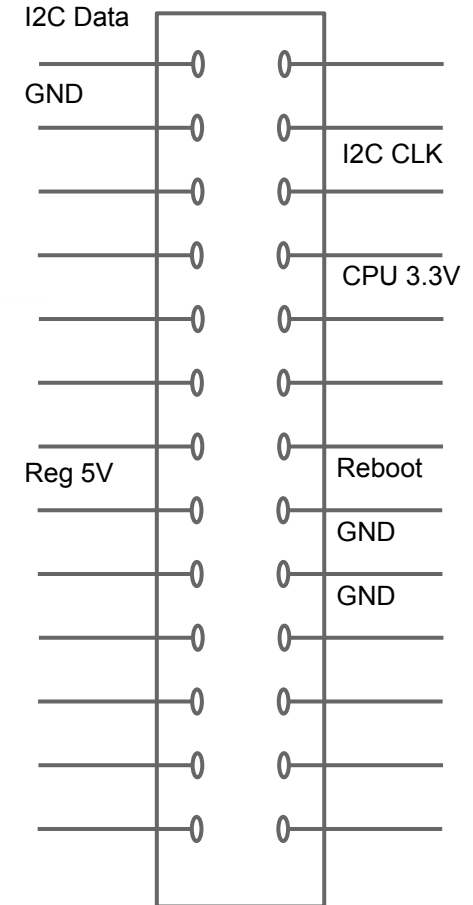 I2C Data
GND
I2C CLK
CPU 3.3V
Reg 5V
Reboot
GND
GND